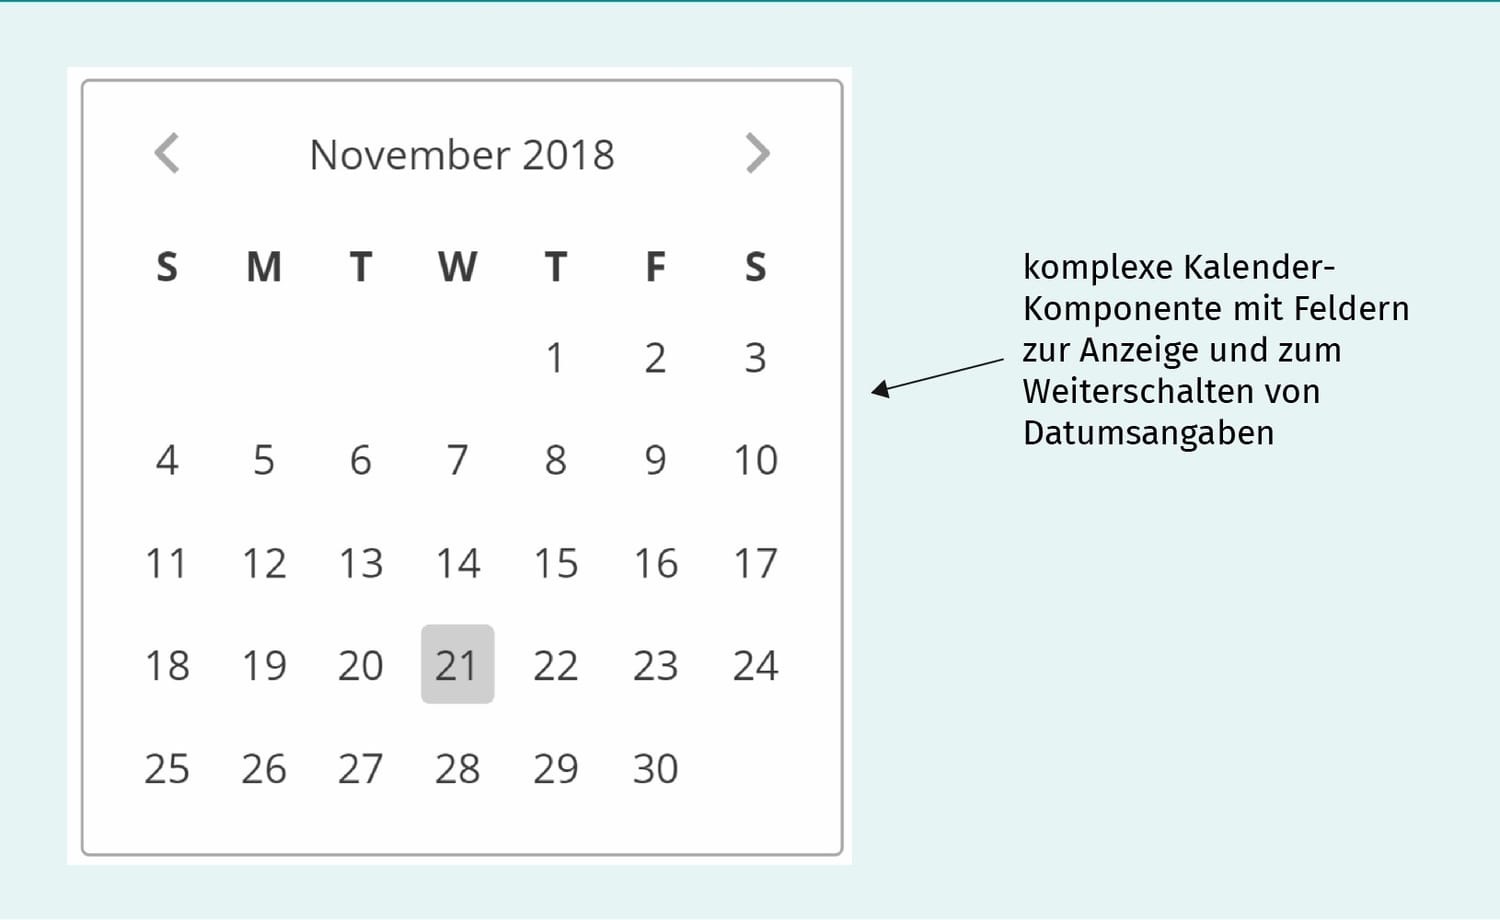 November 2018
S M T W T F S
1 2 3
4 5 6 7 8 9 10
11 12 13 14 15 16 17
18 19 20 21 22 23 24
25 26 27 28 29 30
komplexe Kalender-
Komponente mit Feldern
zur Anzeige und zum
Weiterschalten von
Datumsangaben